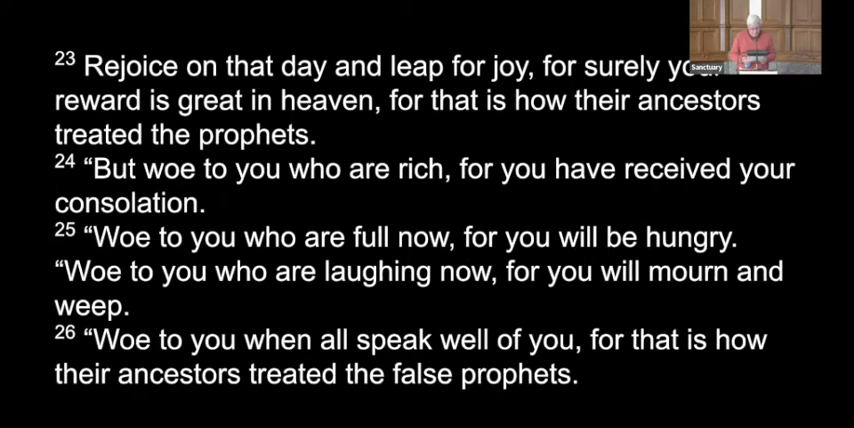 23 Rejoice on that day and leap for joy, for surely
reward is great in heaven, for that is how their ancestors
treated the prophets.
24 “But woe to you who are rich, for you have received your
consolation.
25 “Woe to you who are full now, for you will be hungry.
“Woe to you who are laughing now, for you will mourn and
weep.
26 “Woe to you when all speak well of you, for that is how
their ancestors treated the false prophets.
Sanctuary